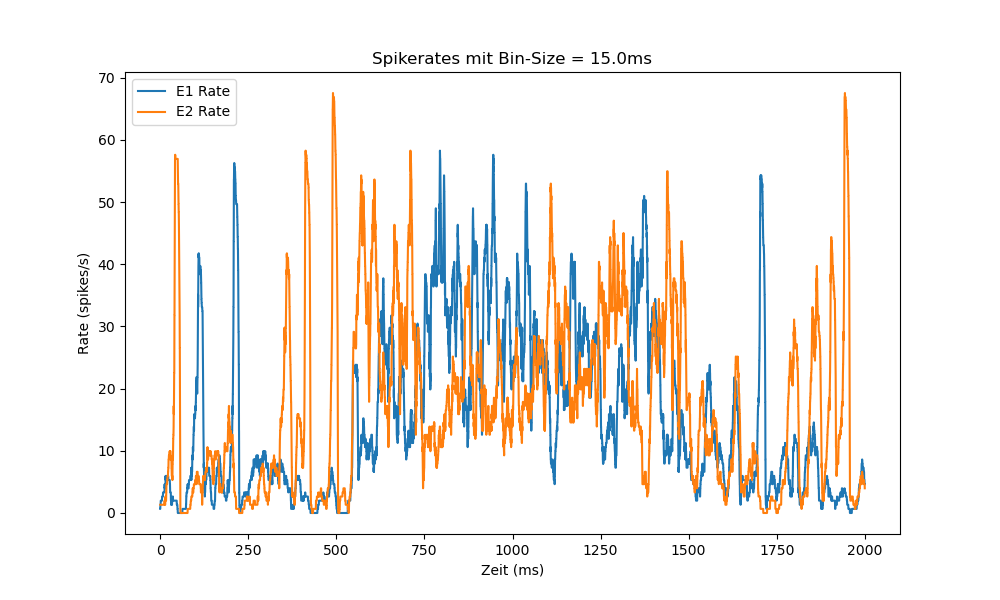 Spikerates mit Bin-Size = 15.0ms
E1 Rate
E2 Rate
Rate (spikes/s)
70
60
50
40
30
20
10
0
0 250 500 750 1000 1250 1500 1750 2000
Zeit (ms)